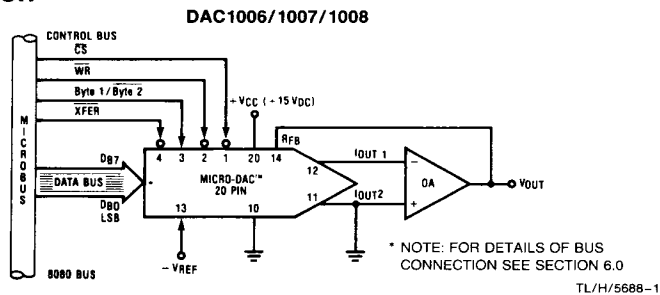 DAC1006/1007/1008
CONTROL BUS
CS
WR
Byte 1/Byte 2
XFER
+VCC (+15 VDC)
RFB
4 3 2 1 20 14
MICROBUS
DB7
DATA BUS
DB0
LSB
*
MICRO-DAC™
20 PIN
12
IOUT 1
11
IOUT2
-
+
OA
VOUT
13
10
-VREF
8080 BUS
* NOTE: FOR DETAILS OF BUS
CONNECTION SEE SECTION 6.0
TL/H/5688-1